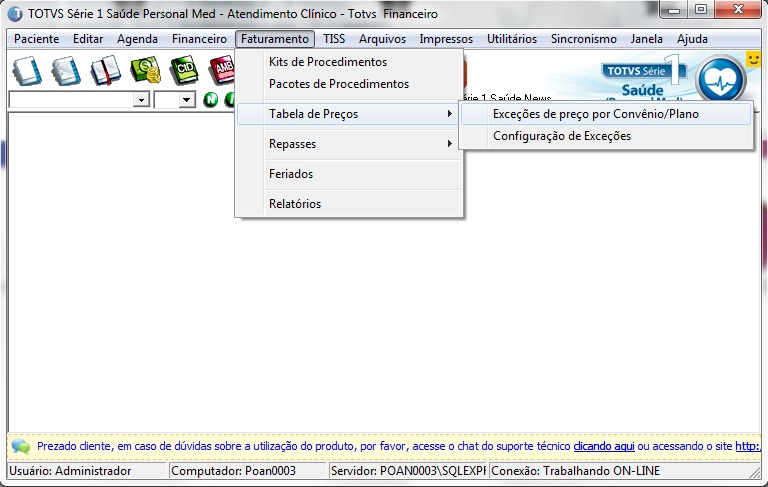 TOTVS Série 1 Saúde Personal Med - Atendimento Clínico - Totvs Financeiro
Paciente Editar Agenda Financeiro Faturamento TISS Arquivos Impressos Utilitários Sincronismo Janela Ajuda
Kits de Procedimentos
Pacotes de Procedimentos
Tabela de Preços
Repasses
Feriados
Relatórios
Exceções de preço por Convênio/Plano
Configuração de Exceções
CID
AMB
TOTVS Série 1
Saúde
N
série 1 Saúde News
Prezado cliente, em caso de dúvidas sobre a utilização do produto, por favor, acesse o chat do suporte técnico clicando aqui ou acessando o site http:
Usuário: Administrador Computador: Poan0003 Servidor: POAN0003\SQLEXPR Conexão: Trabalhando ON-LINE